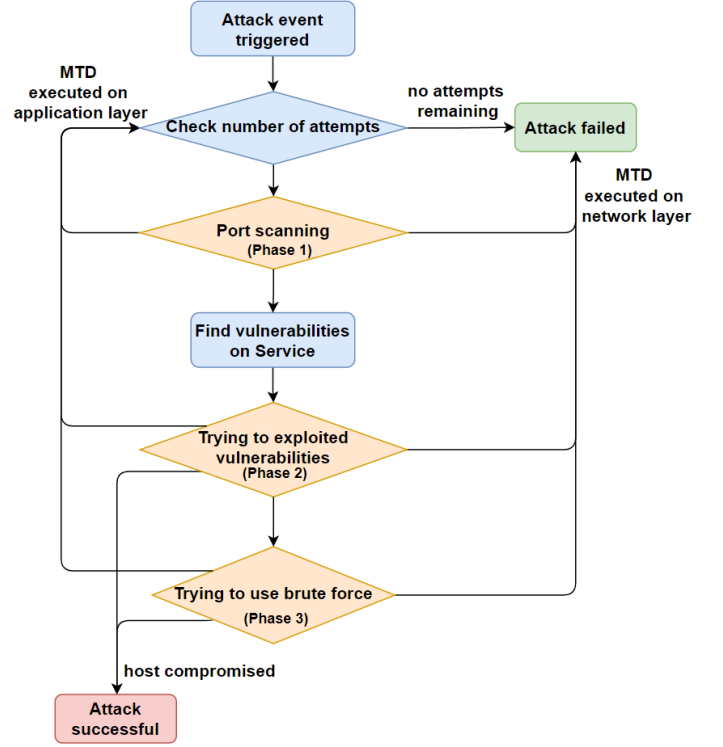 Attack event
triggered
MTD
executed on
application layer
no attempts
remaining
Check number of attempts
Attack failed
MTD
executed on
network layer
Port scanning
(Phase 1)
Find vulnerabilities
on Service
Trying to exploited
vulnerabilities
(Phase 2)
Trying to use brute force
(Phase 3)
host compromised
Attack
successful